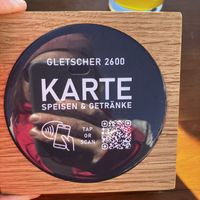 GLETSCHER 2600
KARTE
SPEISEN & GETRÄNKE
TAP
OR
SCAN